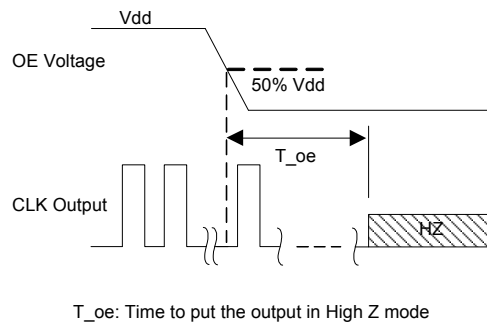 Vdd
OE Voltage
50% Vdd
T_oe
CLK Output
HZ
T_oe: Time to put the output in High Z mode